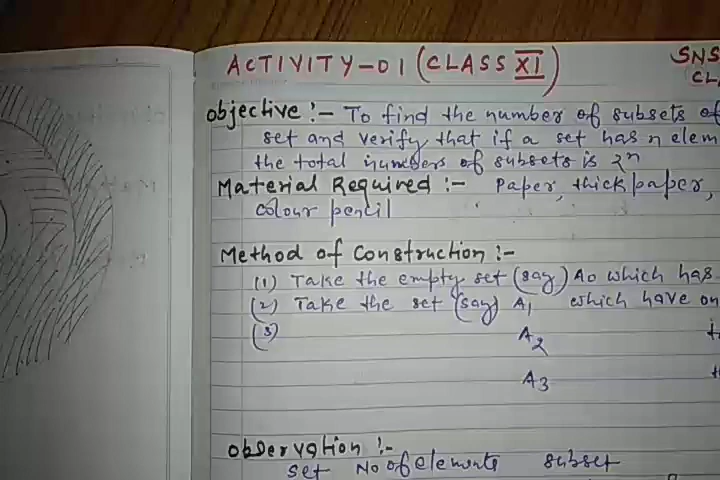 ACTIVITY-01 (CLASS XI)
SNS
CL
Objective :- To find the number of subsets of
set and verify that if a set has n elem
the total numbers of subsets is 2ⁿ
Material Required :- Paper, thick paper,
colour pencil
Method of Construction :-
(1) Take the empty set (say) A0 which has
(2) Take the set (say) A1 which have on
(3) A2
A3
Observation :-
Set No of elements subset